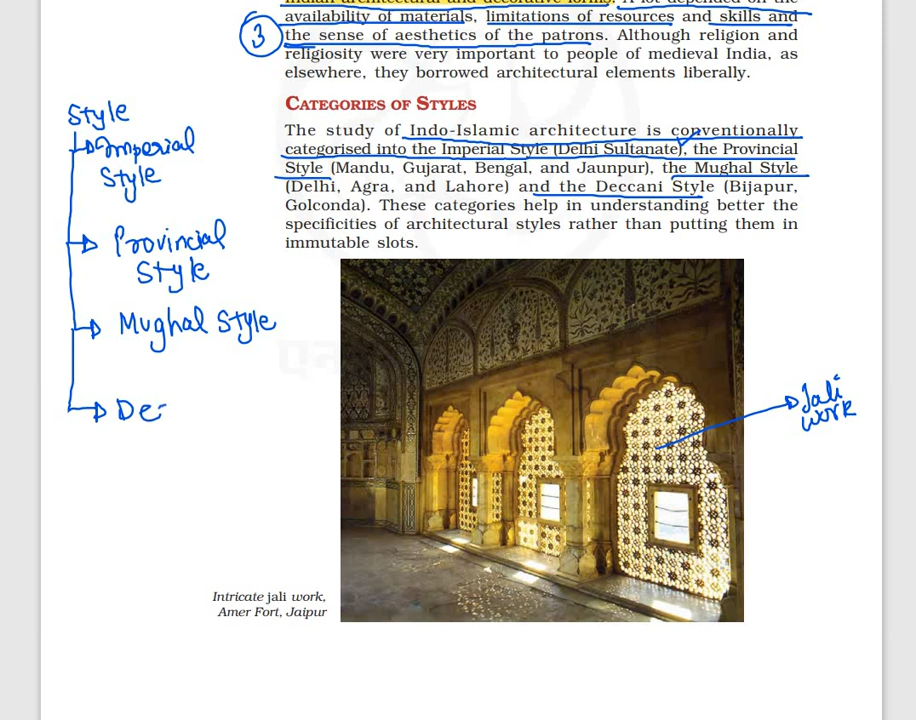 availability of materials, limitations of resources and skills and
3
the sense of aesthetics of the patrons. Although religion and
religiosity were very important to people of medieval India, as
elsewhere, they borrowed architectural elements liberally.
CATEGORIES OF STYLES
The study of Indo-Islamic architecture is conventionally
categorised into the Imperial Style (Delhi Sultanate), the Provincial
Style (Mandu, Gujarat, Bengal, and Jaunpur), the Mughal Style
(Delhi, Agra, and Lahore) and the Deccani Style (Bijapur,
Golconda). These categories help in understanding better the
specificities of architectural styles rather than putting them in
immutable slots.
Style
Imperial
Style
Provincial
Style
Mughal Style
De
Jali
work
Intricate jali work,
Amer Fort, Jaipur